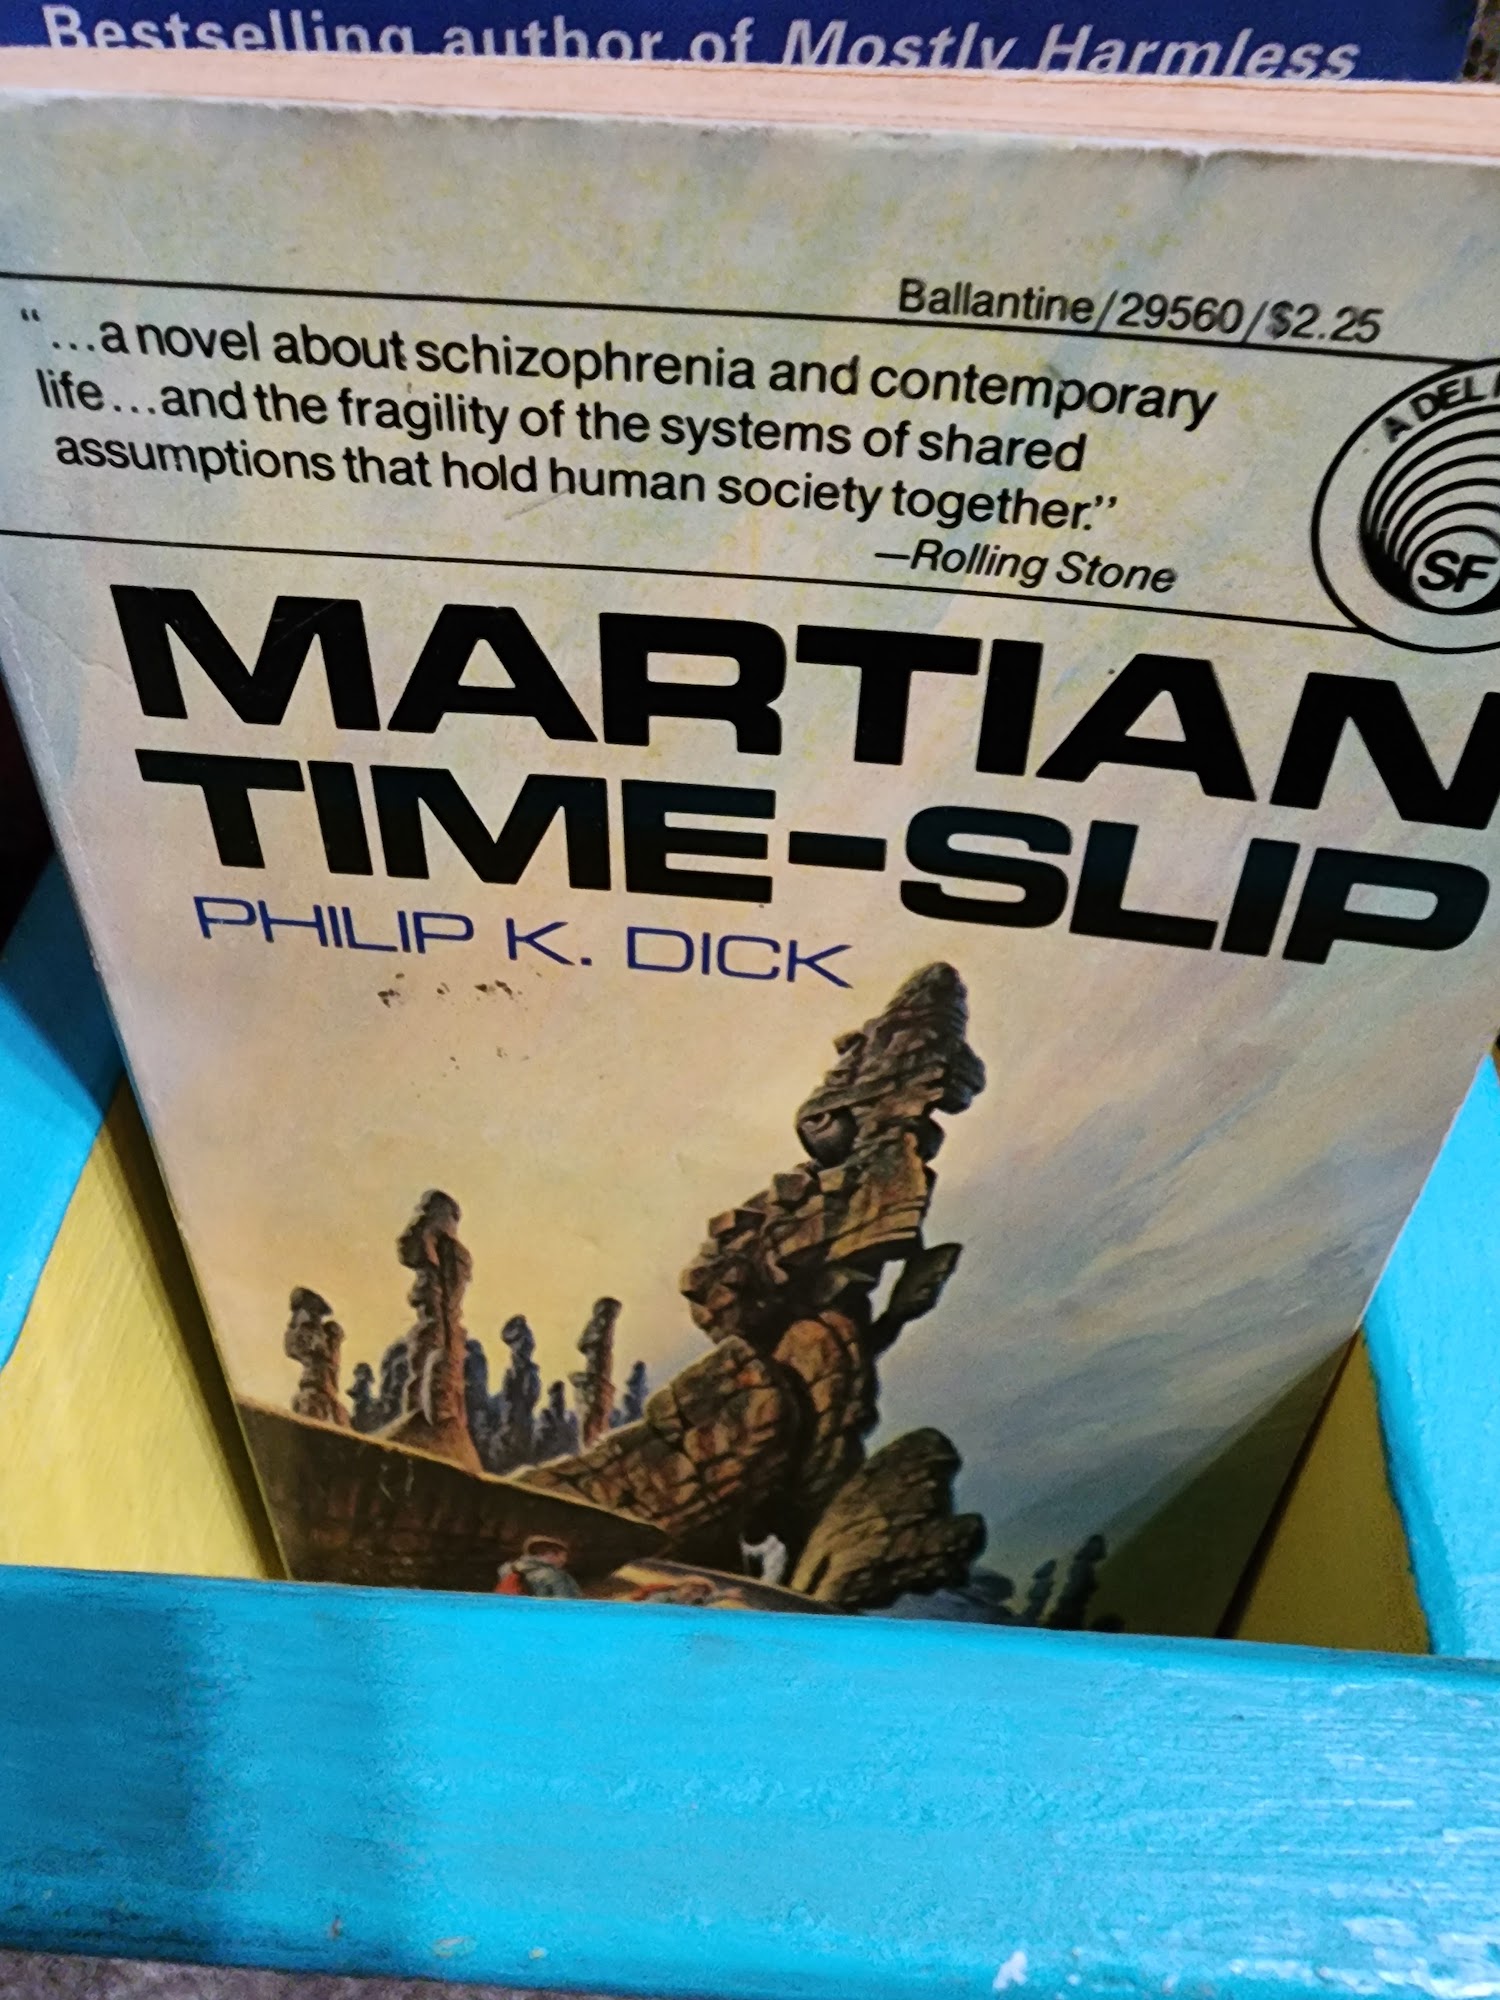 Bestselling author of Mostly Harmless
Ballantine/29560/$2.25
"...a novel about schizophrenia and contemporary
life...and the fragility of the systems of shared
assumptions that hold human society together."
—Rolling Stone
A DEL
SF
MARTIAN
TIME-SLIP
PHILIP K. DICK